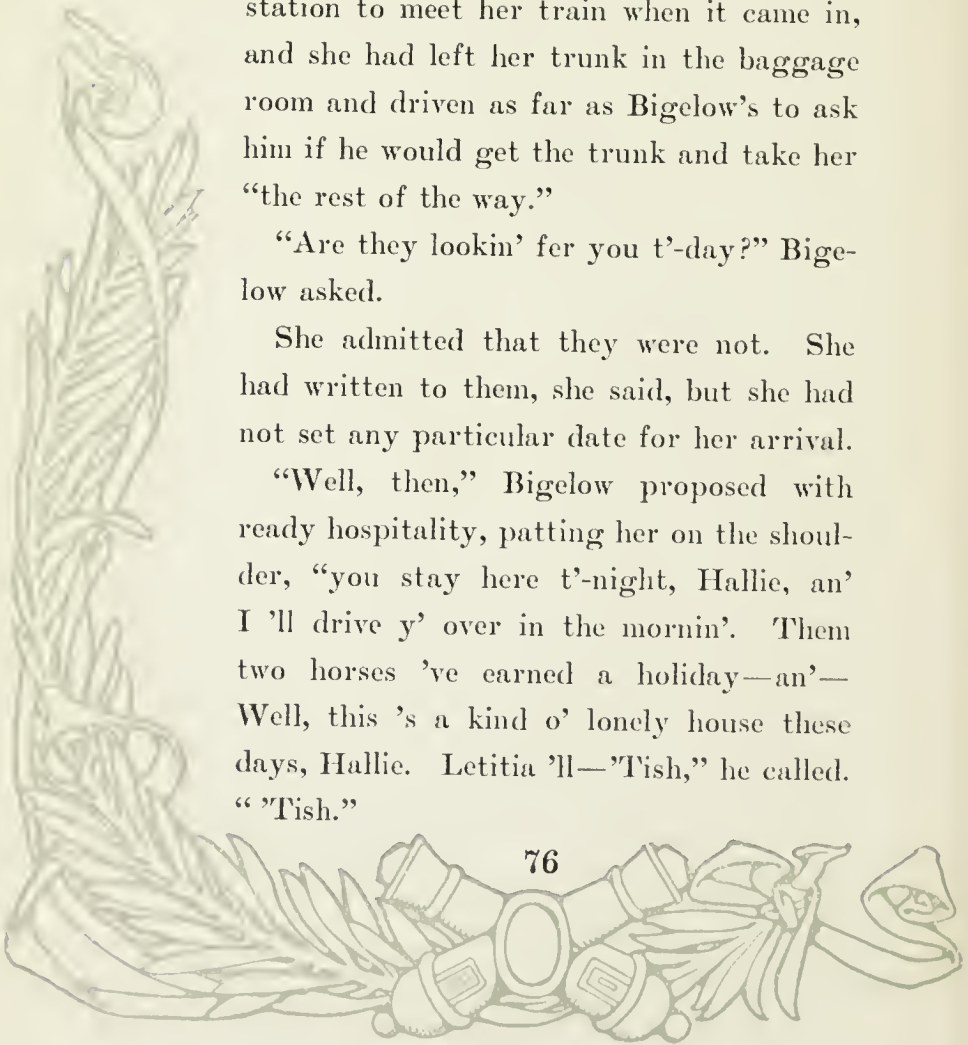 station to meet her train when it came in,
and she had left her trunk in the baggage
room and driven as far as Bigelow's to ask
him if he would get the trunk and take her
“the rest of the way.”
“Are they lookin' fer you t'-day?” Bige-
low asked.
She admitted that they were not. She
had written to them, she said, but she had
not set any particular date for her arrival.
“Well, then,” Bigelow proposed with
ready hospitality, patting her on the shoul-
der, “you stay here t'-night, Hallie, an'
I 'll drive y' over in the mornin'. Them
two horses 've earned a holiday—an'—
Well, this 's a kind o' lonely house these
days, Hallie. Letitia 'll—'Tish,” he called.
“ 'Tish.”
76